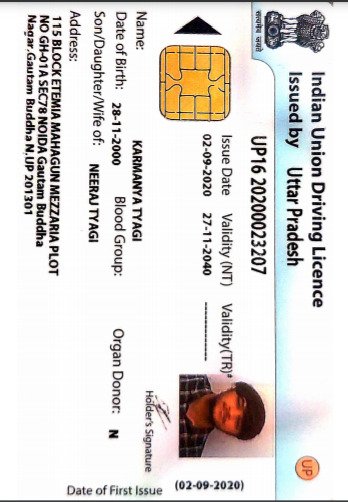 Indian Union Driving Licence
Issued by Uttar Pradesh
UP
UP16 20200023207
Issue Date Validity (NT) Validity(TR)#
02-09-2020 27-11-2040 -----------
Holder's Signature
Name: KARMANYA TYAGI
Date of Birth: 28-11-2000 Blood Group: Organ Donor: N
Son/Daughter/Wife of: NEERAJ TYAGI
Address:
115 BLOCK ETEMIA MAHAGUN MEZZARIA PLOT
NO GH-01A SEC78 NOIDA Gautam Buddha
Nagar,Gautam Buddha N,UP 201301
Date of First Issue (02-09-2020)